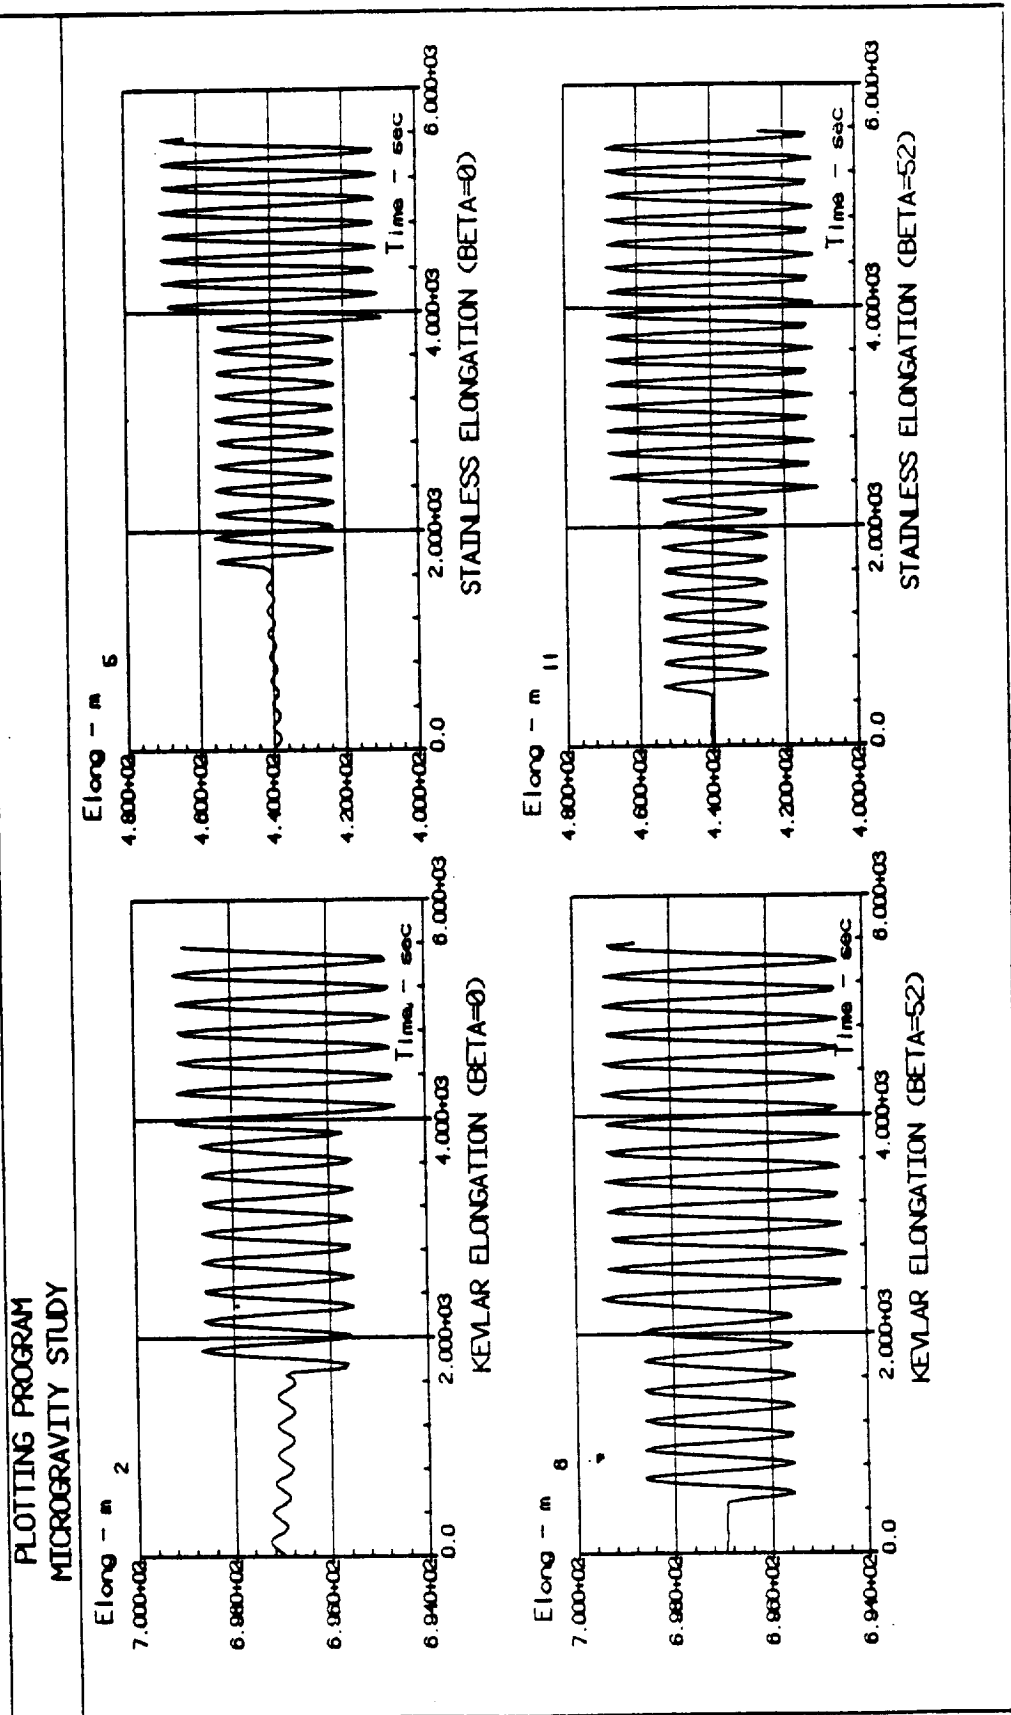 PLOTTING PROGRAM
MICROGRAVITY STUDY
Elong - m 2
7.000+02
6.980+02
6.960+02
6.940+02
0.0
2.000+03
4.000+03
6.000+03
Time - sec
KEVLAR ELONGATION (BETA=0)
Elong - m 5
4.800+02
4.600+02
4.400+02
4.200+02
4.000+02
0.0
2.000+03
4.000+03
6.000+03
Time - sec
STAINLESS ELONGATION (BETA=0)
Elong - m 8
7.000+02
6.980+02
6.960+02
6.940+02
0.0
2.000+03
4.000+03
6.000+03
Time - sec
KEVLAR ELONGATION (BETA=52)
Elong - m 11
4.800+02
4.600+02
4.400+02
4.200+02
4.000+02
0.0
2.000+03
4.000+03
6.000+03
Time - sec
STAINLESS ELONGATION (BETA=52)